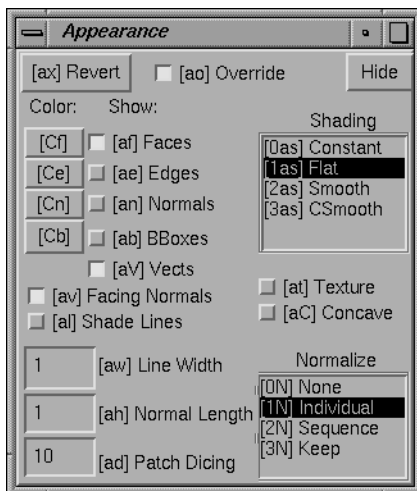 Appearance
[ax] Revert [ao] Override Hide
Color: Show:
Shading
[Cf] [af] Faces
[Ce] [ae] Edges
[Cn] [an] Normals
[Cb] [ab] BBoxes
[aV] Vects
[0as] Constant
[1as] Flat
[2as] Smooth
[3as] CSmooth
[av] Facing Normals
[al] Shade Lines
[at] Texture
[aC] Concave
1 [aw] Line Width
1 [ah] Normal Length
10 [ad] Patch Dicing
Normalize
[0N] None
[1N] Individual
[2N] Sequence
[3N] Keep